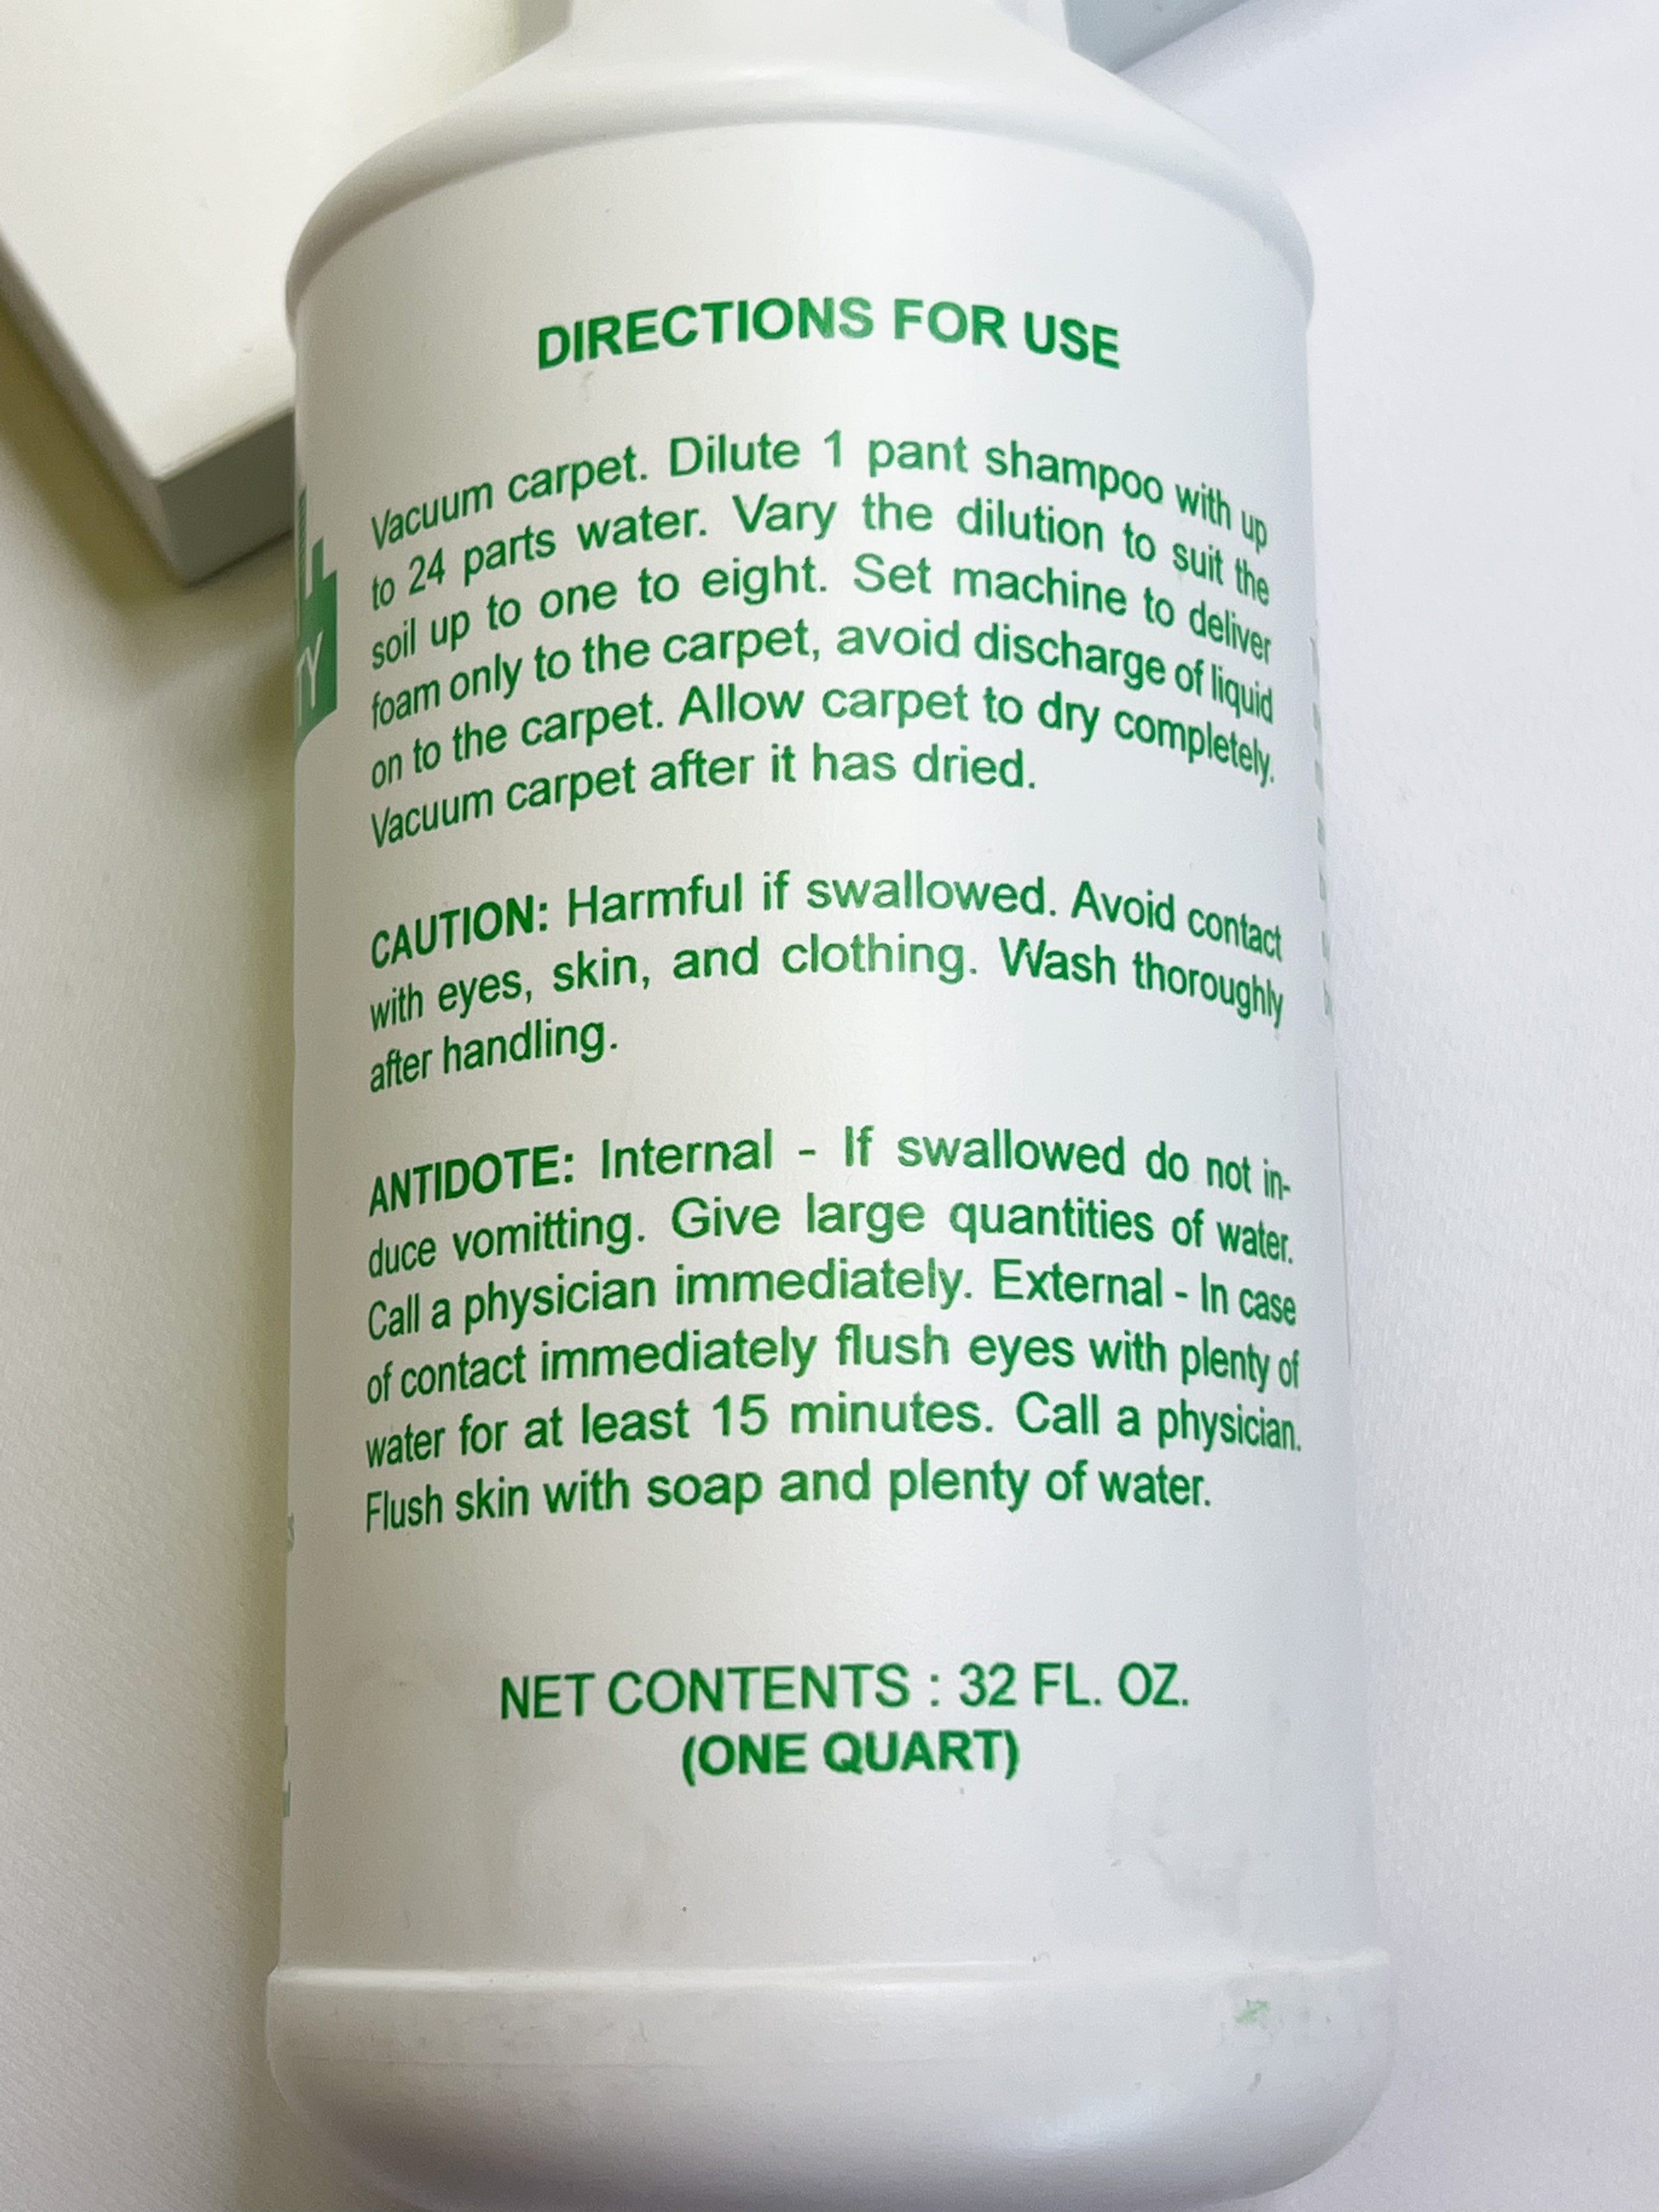 DIRECTIONS FOR USE
Vacuum carpet. Dilute 1 pant shampoo with up
to 24 parts water. Vary the dilution to suit the
soil up to one to eight. Set machine to deliver
foam only to the carpet, avoid discharge of liquid
on to the carpet. Allow carpet to dry completely.
Vacuum carpet after it has dried.
CAUTION: Harmful if swallowed. Avoid contact
with eyes, skin, and clothing. Wash thoroughly
after handling.
ANTIDOTE: Internal - If swallowed do not in-
duce vomitting. Give large quantities of water.
Call a physician immediately. External - In case
of contact immediately flush eyes with plenty of
water for at least 15 minutes. Call a physician.
Flush skin with soap and plenty of water.
NET CONTENTS : 32 FL. OZ.
(ONE QUART)